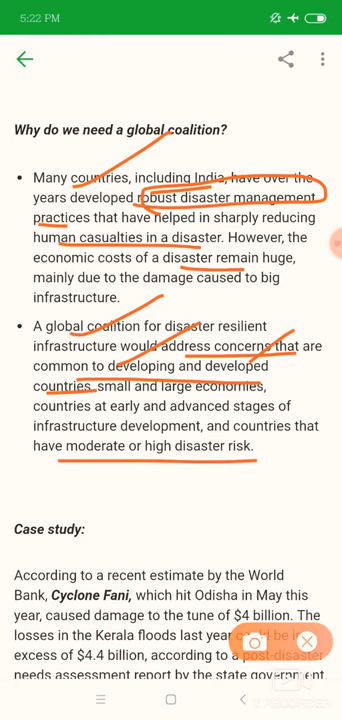 5:22 PM
Why do we need a global coalition?
• Many countries, including India, have over the
years developed robust disaster management
practices that have helped in sharply reducing
human casualties in a disaster. However, the
economic costs of a disaster remain huge,
mainly due to the damage caused to big
infrastructure.
• A global coalition for disaster resilient
infrastructure would address concerns that are
common to developing and developed
countries, small and large economies,
countries at early and advanced stages of
infrastructure development, and countries that
have moderate or high disaster risk.
Case study:
According to a recent estimate by the World
Bank, Cyclone Fani, which hit Odisha in May this
year, caused damage to the tune of $4 billion. The
losses in the Kerala floods last year
excess of $4.4 billion, according to a post-disaster
needs assessment report by the state government.